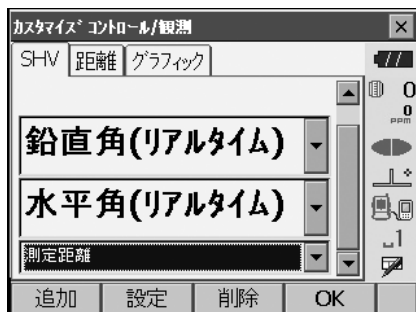 カスタマイズ コントロール/観測
SHV 距離 グラフィック
0
0
PPM
鉛直角(リアルタイム)
水平角(リアルタイム)
測定距離
1
追加 設定 削除 OK